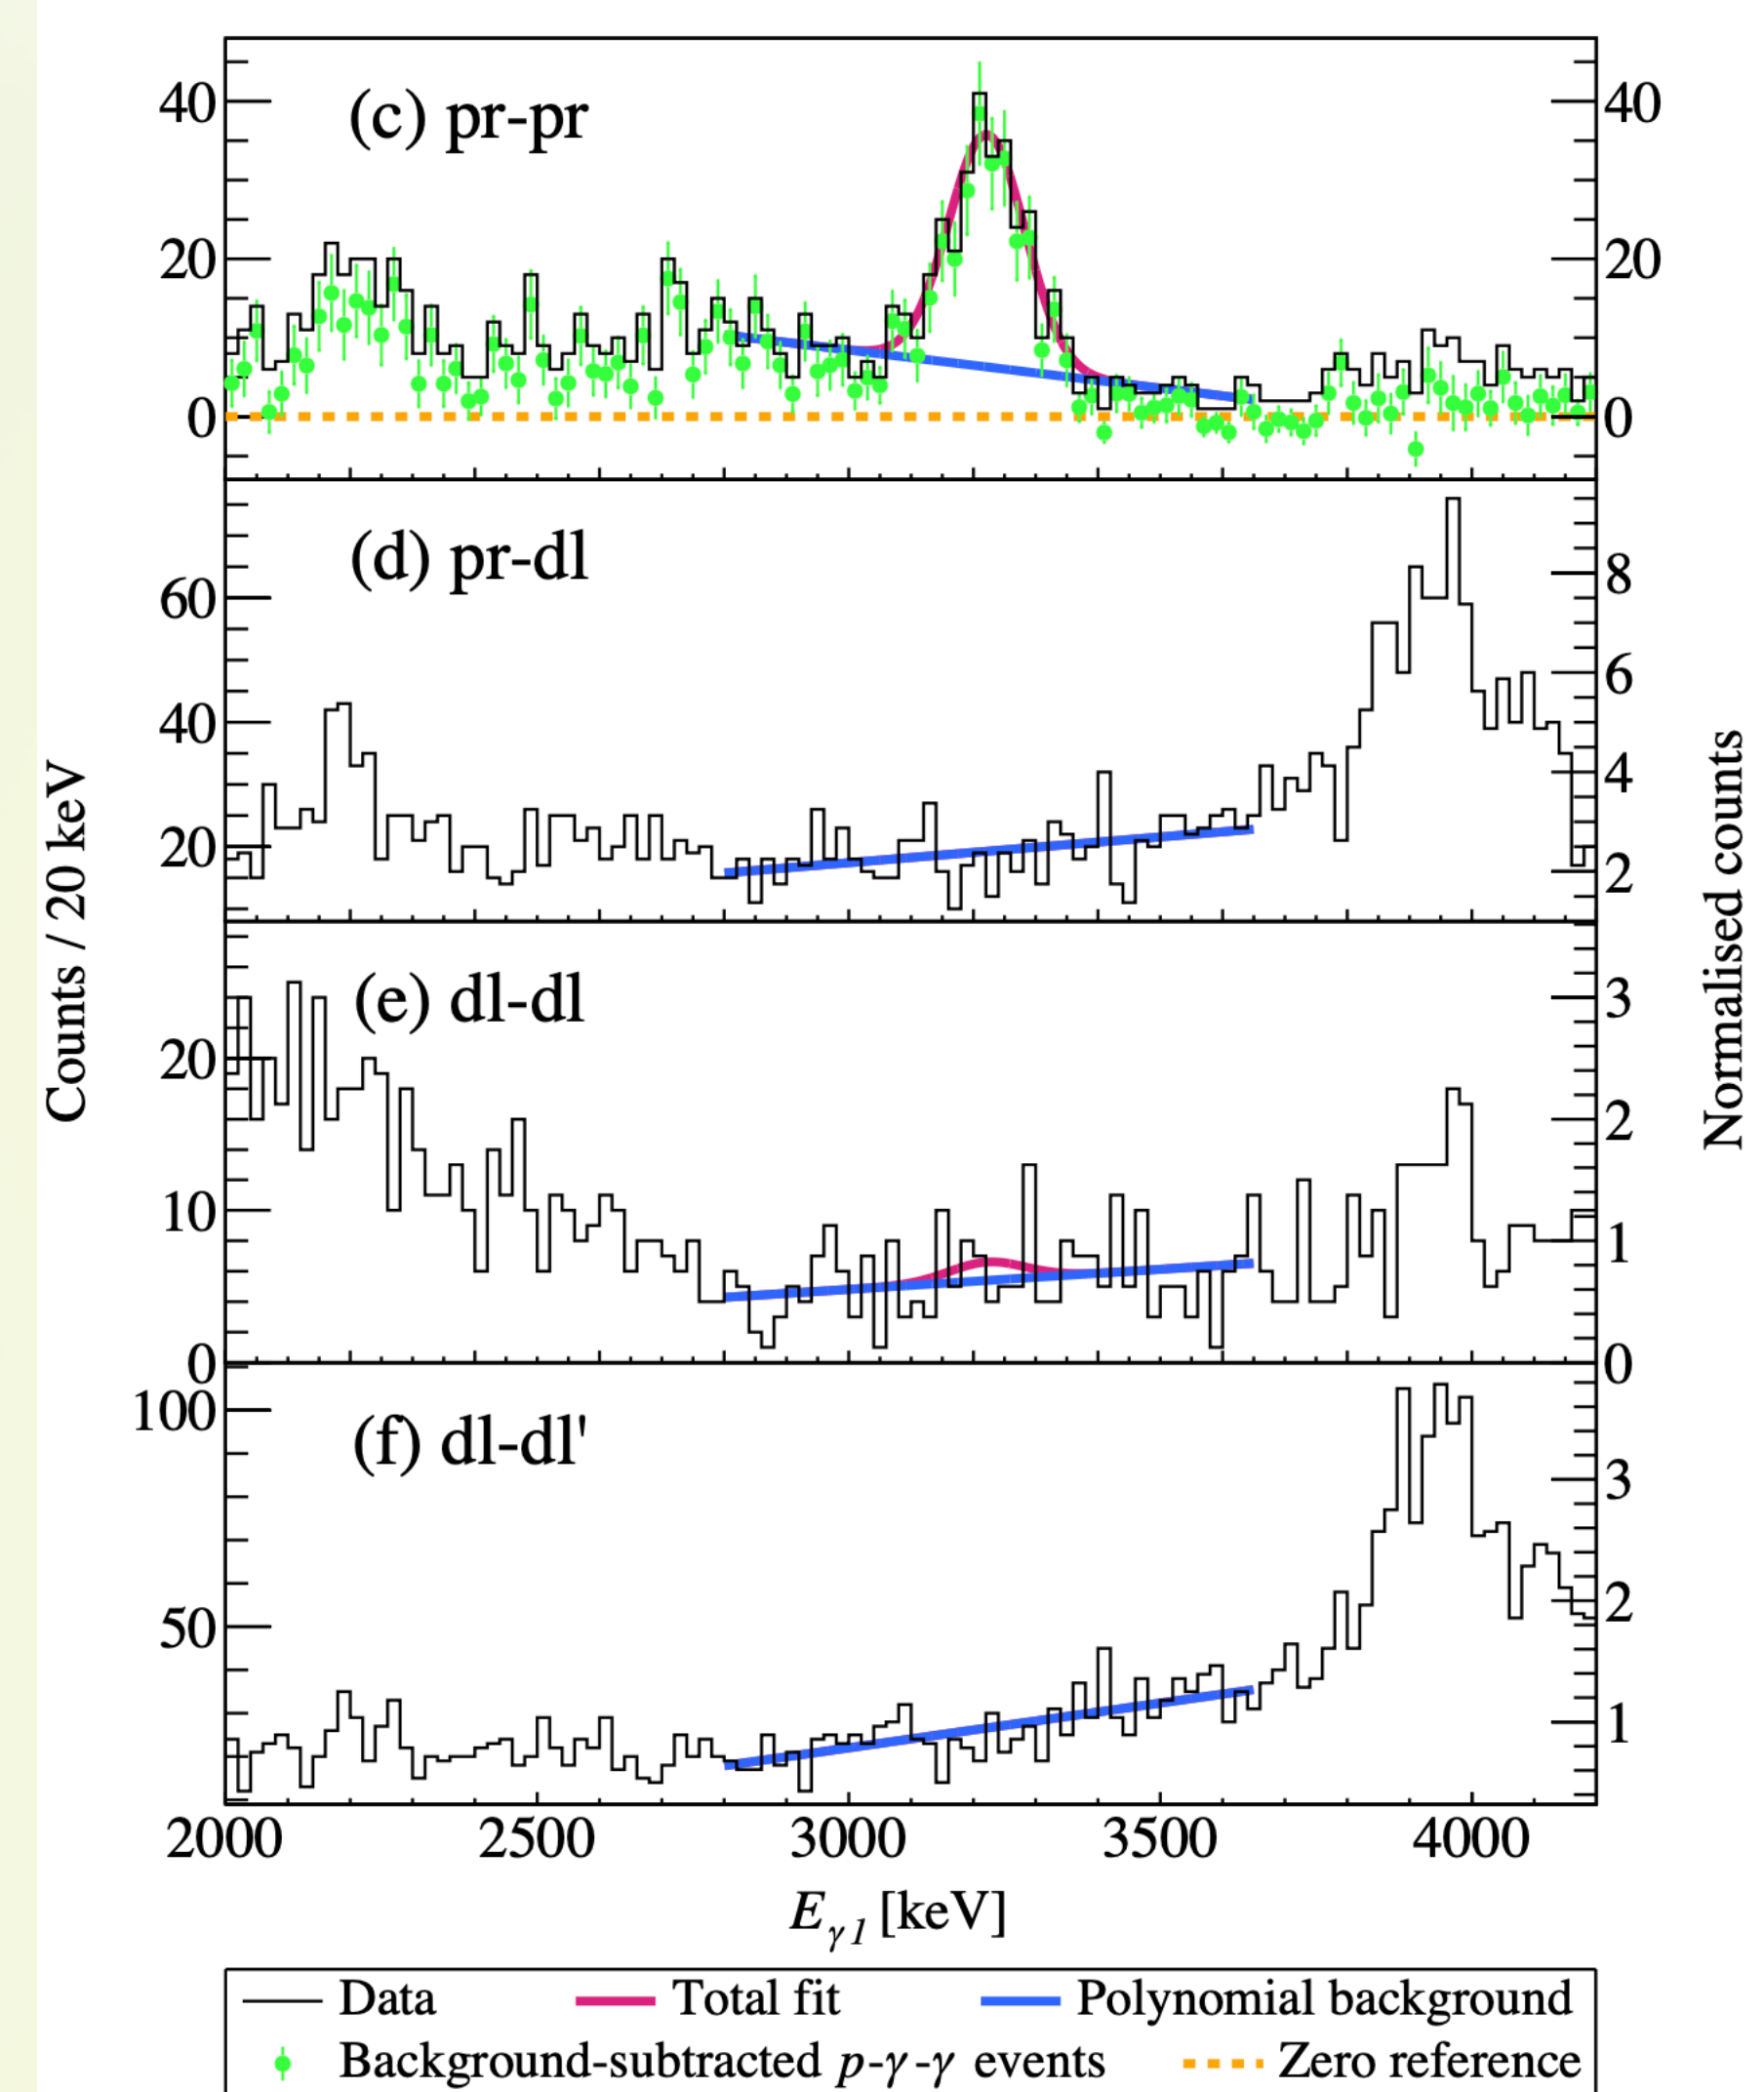 (c) pr-pr
40
20
0
40
20
0
(d) pr-dl
60
40
20
8
6
4
2
(e) dl-dl
20
10
0
3
2
1
0
(f) dl-dl'
100
50
3
2
1
Counts / 20 keV
Normalised counts
2000 2500 3000 3500 4000
Eγ1 [keV]
Data Total fit Polynomial background
Background-subtracted p-γ-γ events Zero reference